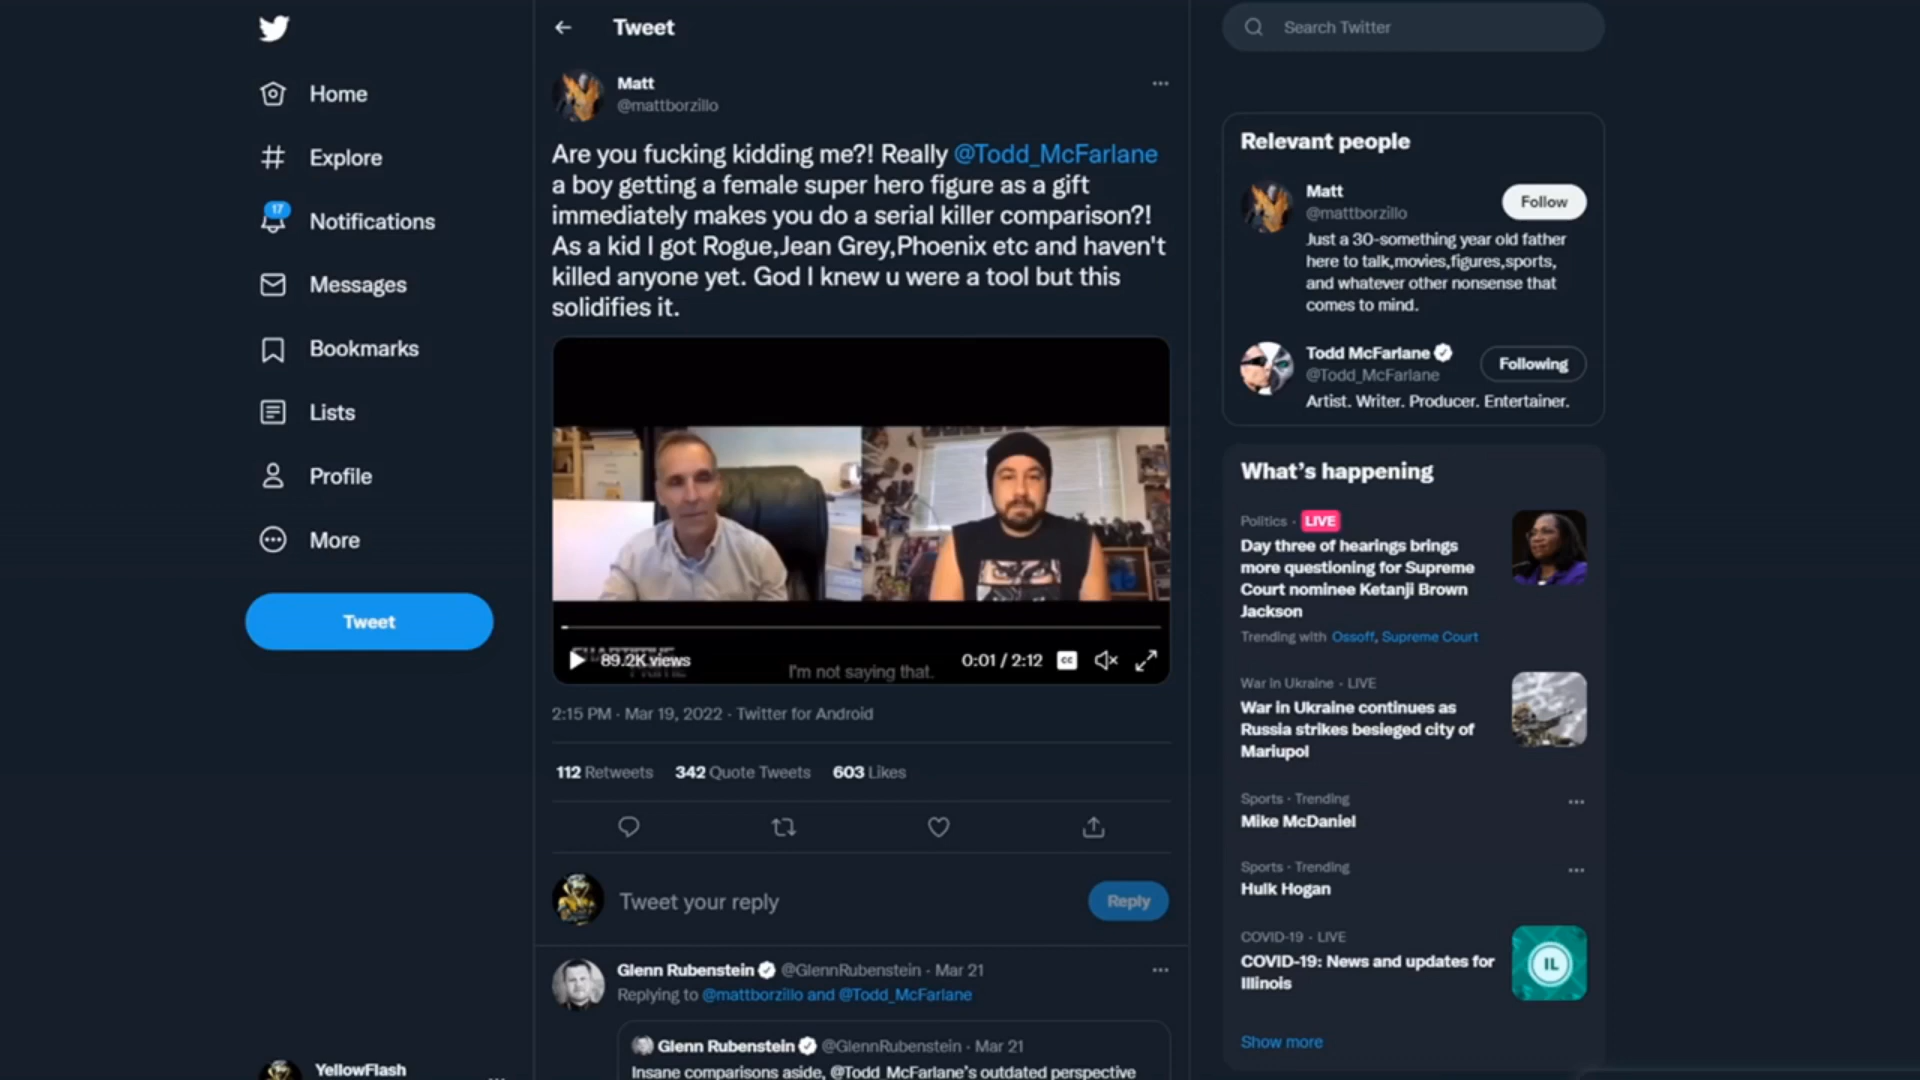 Home
Explore
17
Notifications
Messages
Bookmarks
Lists
Profile
More
Tweet
YellowFlash
Tweet
Matt
@mattborzillo
Are you fucking kidding me?! Really @Todd_McFarlane
a boy getting a female super hero figure as a gift
immediately makes you do a serial killer comparison?!
As a kid I got Rogue,Jean Grey,Phoenix etc and haven't
killed anyone yet. God I knew u were a tool but this
solidifies it.
89.2K views
I'm not saying that.
0:01 / 2:12
CC
2:15 PM · Mar 19, 2022 · Twitter for Android
112 Retweets 342 Quote Tweets 603 Likes
Tweet your reply
Reply
Glenn Rubenstein @GlennRubenstein · Mar 21
Replying to @mattborzillo and @Todd_McFarlane
Glenn Rubenstein @GlennRubenstein · Mar 21
Insane comparisons aside, @Todd_McFarlane's outdated perspective
Search Twitter
Relevant people
Matt
@mattborzillo
Follow
Just a 30-something year old father
here to talk,movies,figures,sports,
and whatever other nonsense that
comes to mind.
Todd McFarlane
@Todd_McFarlane
Following
Artist. Writer. Producer. Entertainer.
What's happening
Politics · LIVE
Day three of hearings brings
more questioning for Supreme
Court nominee Ketanji Brown
Jackson
Trending with Ossoff, Supreme Court
War in Ukraine · LIVE
War in Ukraine continues as
Russia strikes besieged city of
Mariupol
Sports · Trending
Mike McDaniel
Sports · Trending
Hulk Hogan
COVID-19 · LIVE
COVID-19: News and updates for
Illinois
IL
Show more